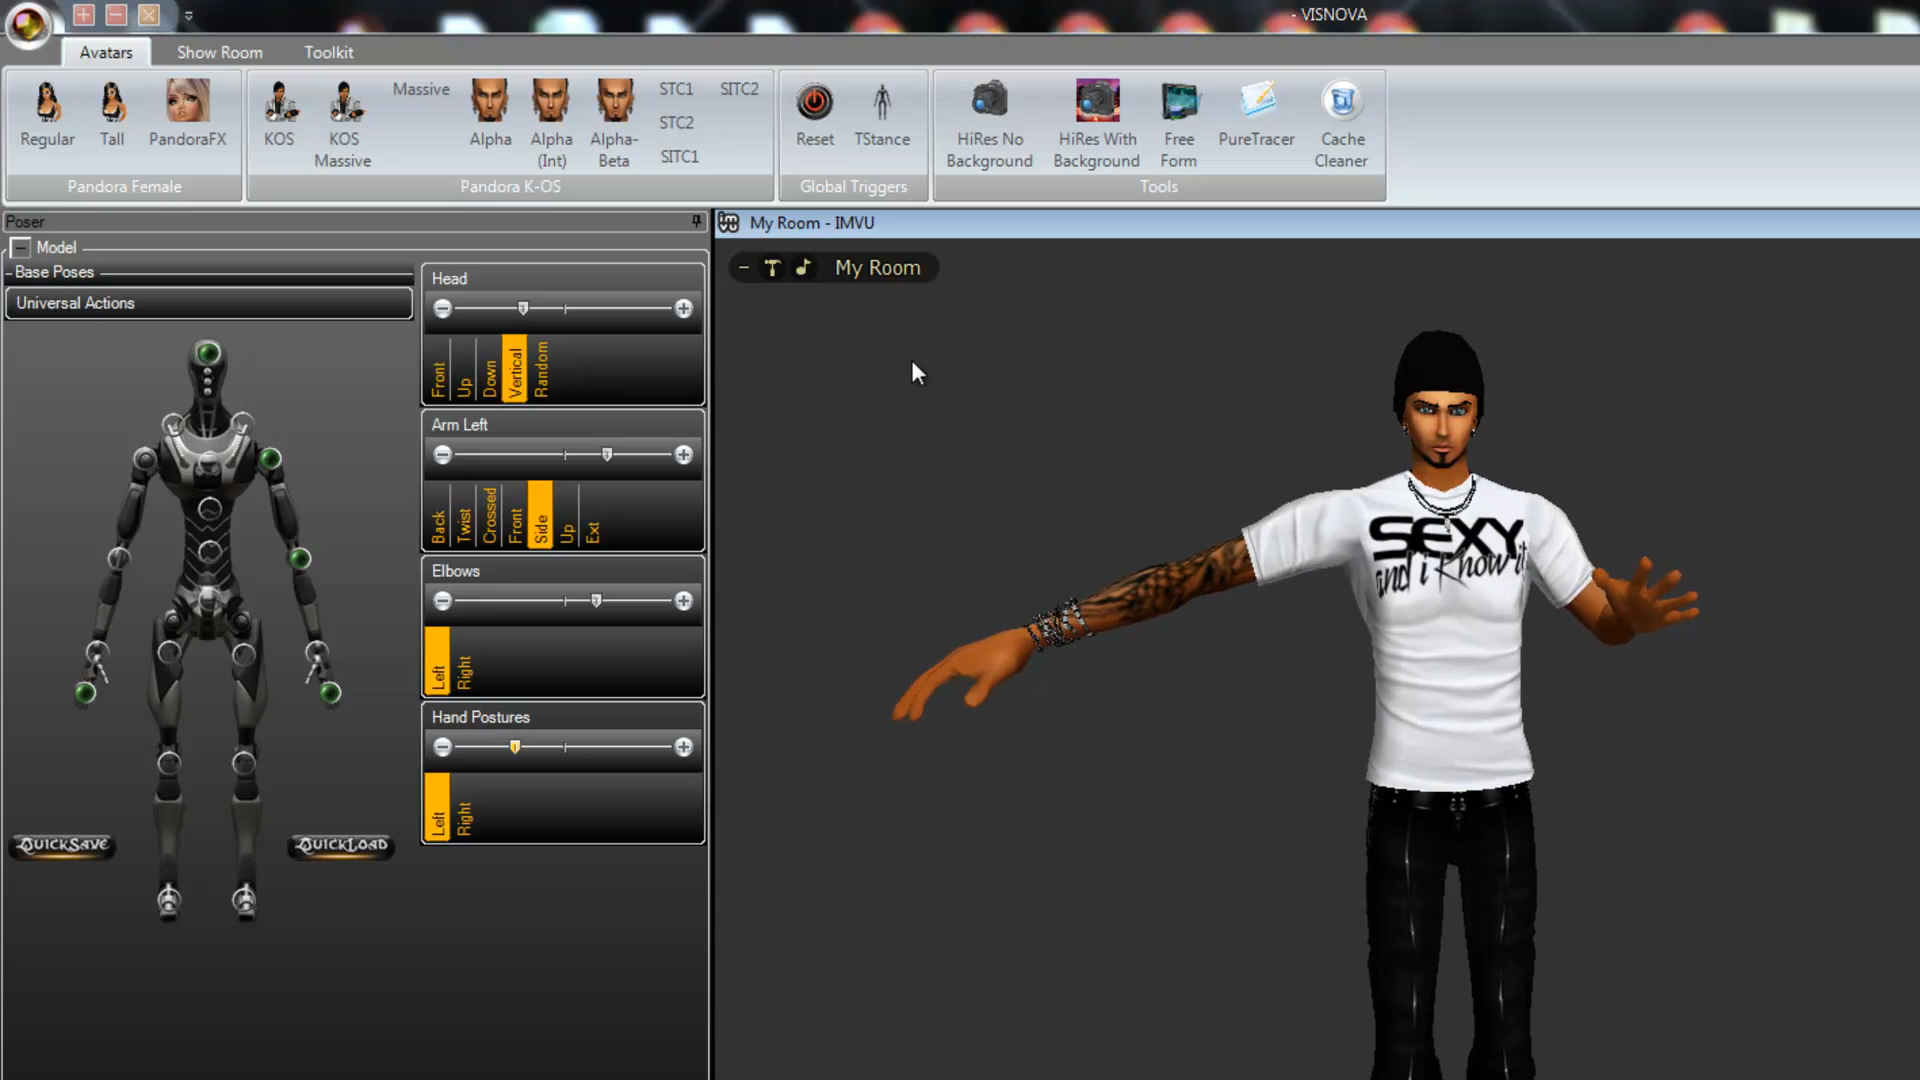 - VISNOVA
Avatars
Show Room
Toolkit
Regular
Tall
PandoraFX
Pandora Female
KOS
KOS Massive
Massive
Alpha
Alpha (Int)
Alpha-Beta
STC1
SITC2
STC2
SITC1
Pandora K-OS
Reset
TStance
Global Triggers
HiRes No Background
HiRes With Background
Free Form
PureTracer
Cache Cleaner
Tools
Poser
Model
Base Poses
Universal Actions
QUICKSAVE
QUICKLOAD
Head
Front
Up
Down
Vertical
Random
Arm Left
Back
Twist
Crossed
Front
Side
Up
Ext
Elbows
Left
Right
Hand Postures
Left
Right
My Room - IMVU
My Room
SEXY
and i know it